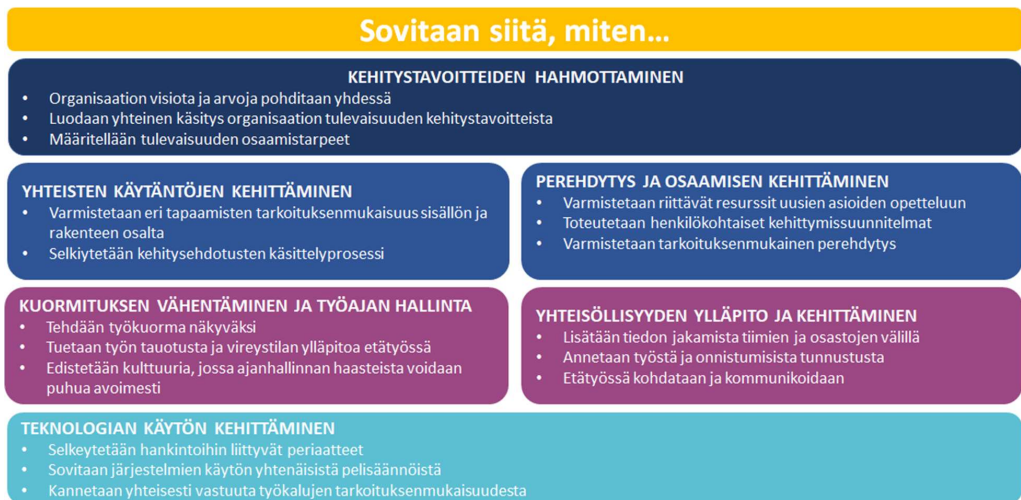 Sovitaan siitä, miten...
KEHITYSTAVOITTEIDEN HAHMOTTAMINEN
• Organisaation visiota ja arvoja pohditaan yhdessä
• Luodaan yhteinen käsitys organisaation tulevaisuuden kehitystavoitteista
• Määritellään tulevaisuuden osaamistarpeet
YHTEISTEN KÄYTÄNTÖJEN KEHITTÄMINEN
• Varmistetaan eri tapaamisten tarkoituksenmukaisuus sisällön ja
rakenteen osalta
• Selkiytetään kehitysehdotusten käsittelyprosessi
PEREHDYTYS JA OSAAMISEN KEHITTÄMINEN
• Varmistetaan riittävät resurssit uusien asioiden opetteluun
• Toteutetaan henkilökohtaiset kehittymissuunnitelmat
• Varmistetaan tarkoituksenmukainen perehdytys
KUORMITUKSEN VÄHENTÄMINEN JA TYÖAJAN HALLINTA
• Tehdään työkuorma näkyväksi
• Tuetaan työn tauotusta ja vireystilan ylläpitoa etätyössä
• Edistetään kulttuuria, jossa ajanhallinnan haasteista voidaan
puhua avoimesti
YHTEISÖLLISYYDEN YLLÄPITO JA KEHITTÄMINEN
• Lisätään tiedon jakamista tiimien ja osastojen välillä
• Annetaan työstä ja onnistumisista tunnustusta
• Etätyössä kohdataan ja kommunikoidaan
TEKNOLOGIAN KÄYTÖN KEHITTÄMINEN
• Selkeytetään hankintoihin liittyvät periaatteet
• Sovitaan järjestelmien käytön yhtenäisistä pelisäännöistä
• Kannetaan yhteisesti vastuuta työkalujen tarkoituksenmukaisuudesta